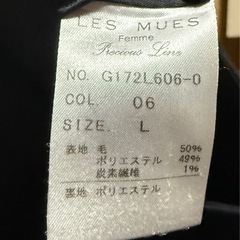 LES MUES
Femme
Precious Line
NO. G172L606-0
COL 06
SIZE. L
表地 毛 50%
ポリエステル 49%
炭素繊維 1%
裏地 ポリエステル